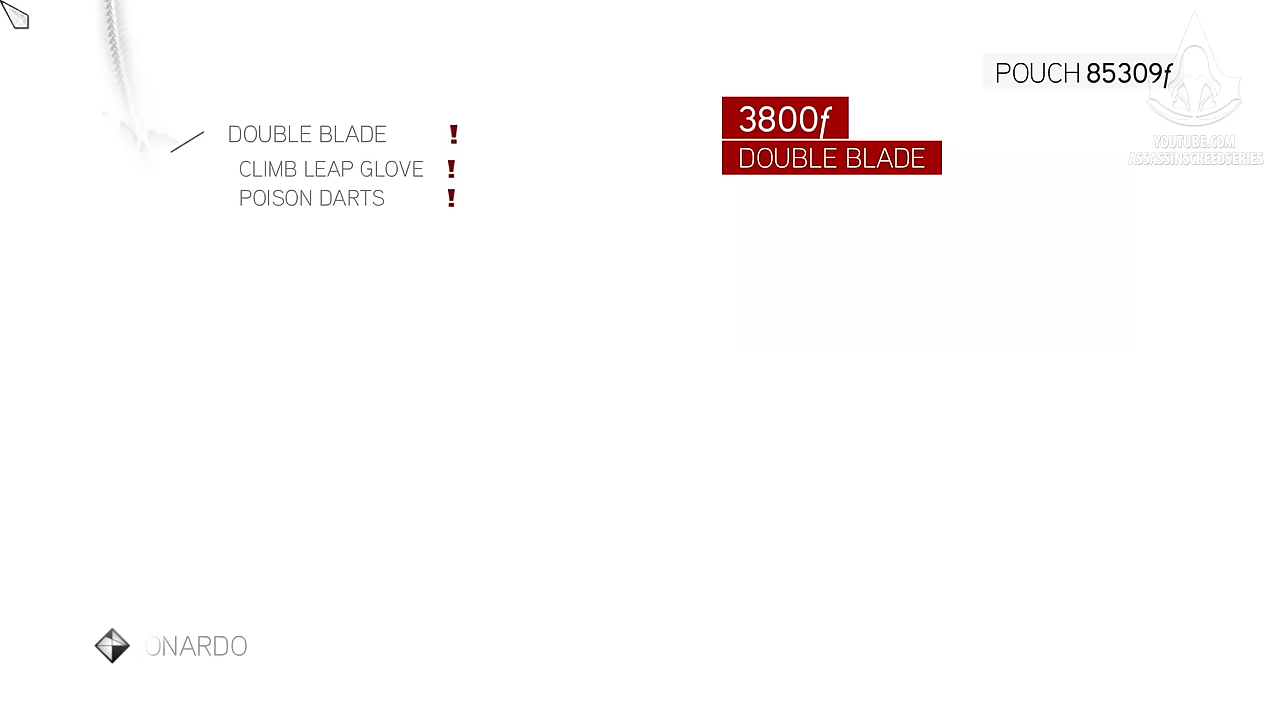 POUCH 85309f
3800f
DOUBLE BLADE
DOUBLE BLADE !
CLIMB LEAP GLOVE !
POISON DARTS !
YOUTUBE.COM
ASSASSINSCREEDSERIES
ONARDO